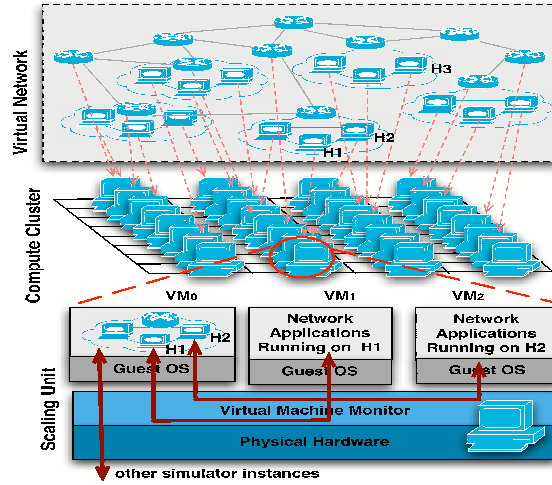 Virtual Network
H3
H2
H1
Compute Cluster
VM0
VM1
VM2
Scaling Unit
H2
H1
Guest OS
Network
Applications
Running on H1
Guest OS
Network
Applications
Running on H2
Guest OS
Virtual Machine Monitor
Physical Hardware
other simulator instances